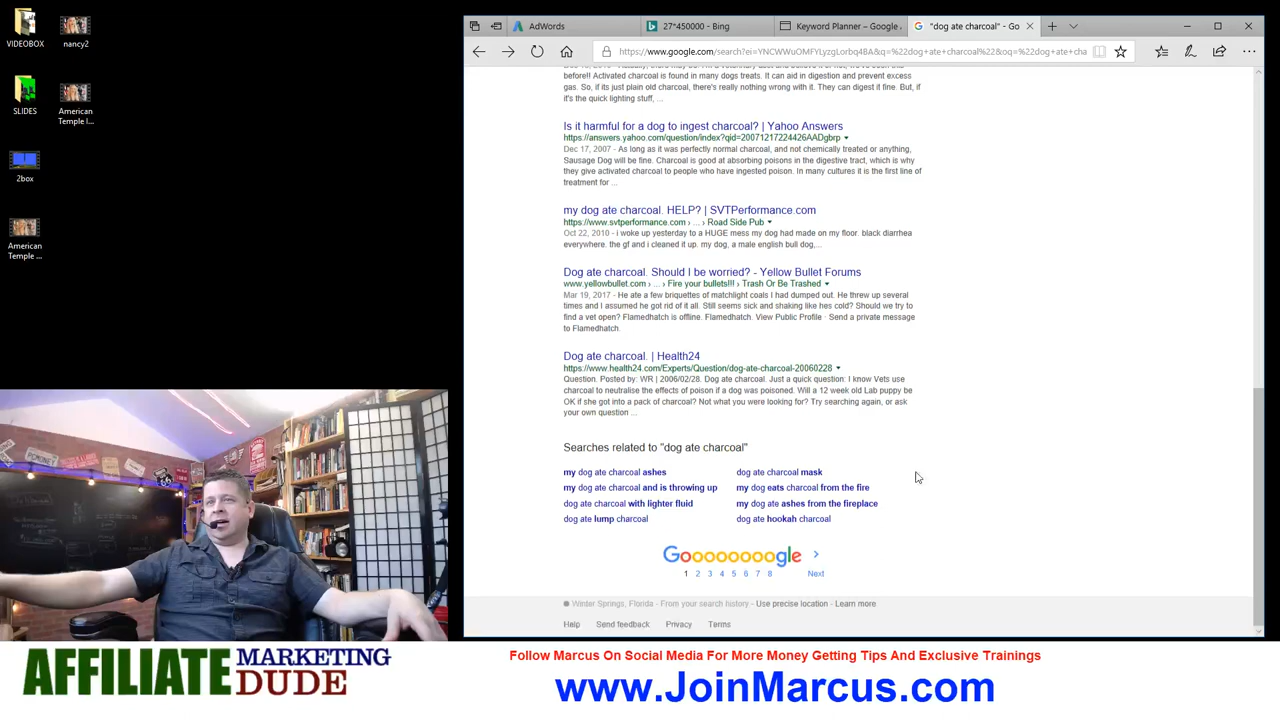 VIDEOBOX
nancy2
SLIDES
American
Temple I...
2box
American
Temple ...
AdWords
27*450000 - Bing
Keyword Planner – Google
"dog ate charcoal" - Go
https://www.google.com/search?ei=YNCWWuOMFYLyzgLorbq4BA&q=%22dog+ate+charcoal%22&oq=%22dog+ate+cha
before!! Activated charcoal is found in many dogs treats. It can aid in digestion and prevent excess
gas. So, if its just plain old charcoal, there's really nothing wrong with it. They can digest it fine. But, if
it's the quick lighting stuff, ...
Is it harmful for a dog to ingest charcoal? | Yahoo Answers
https://answers.yahoo.com/question/index?qid=20071217224426AADgbrp
Dec 17, 2007 - As long as it was perfectly normal charcoal, and not chemically treated or anything,
Sausage Dog will be fine. Charcoal is good at absorbing poisons in the digestive tract, which is why
they give activated charcoal to people who have ingested poison. In many cultures it is the first line of
treatment for ...
my dog ate charcoal. HELP? | SVTPerformance.com
https://www.svtperformance.com › ... › Road Side Pub
Oct 22, 2010 - i woke up yesterday to a HUGE mess my dog had made on my floor. black diarrhea
everywhere. the gf and i cleaned it up. my dog, a male english bull dog,...
Dog ate charcoal. Should I be worried? - Yellow Bullet Forums
www.yellowbullet.com › ... › Fire your bullets!!! › Trash Or Be Trashed
Mar 19, 2017 - He ate a few briquettes of matchlight coals I had dumped out. He threw up several
times and I assumed he got rid of it all. Still seems sick and shaking like hes cold? Should we try to
find a vet open? Flamedhatch is offline. Flamedhatch. View Public Profile · Send a private message
to Flamedhatch.
Dog ate charcoal. | Health24
https://www.health24.com/Experts/Question/dog-ate-charcoal-20060228
Question. Posted by: WR | 2006/02/28. Dog ate charcoal. Just a quick question: I know Vets use
charcoal to neutralise the effects of poison if a dog was poisoned. Will a 12 week old Lab puppy be
OK if she got into a pack of charcoal? Not what you were looking for? Try searching again, or ask
your own question ...
Searches related to "dog ate charcoal"
my dog ate charcoal ashes
dog ate charcoal mask
my dog ate charcoal and is throwing up
my dog eats charcoal from the fire
dog ate charcoal with lighter fluid
my dog ate ashes from the fireplace
dog ate lump charcoal
dog ate hookah charcoal
Gooooooooogle
1 2 3 4 5 6 7 8 Next
Winter Springs, Florida - From your search history - Use precise location - Learn more
Help Send feedback Privacy Terms
AFFILIATE MARKETING DUDE
Follow Marcus On Social Media For More Money Getting Tips And Exclusive Trainings
www.JoinMarcus.com